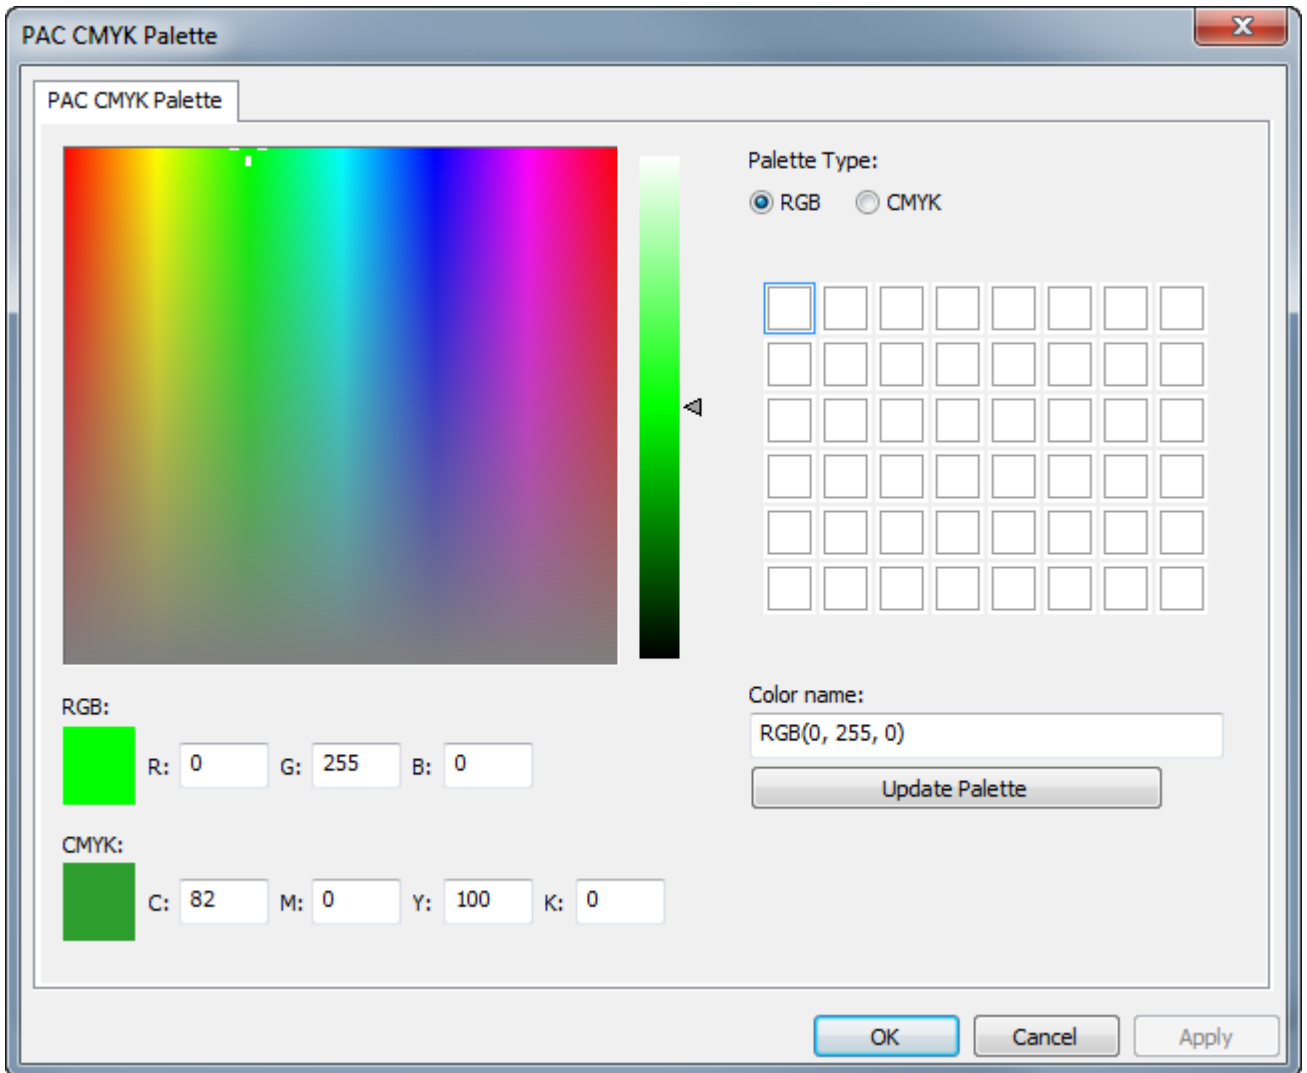 PAC CMYK Palette
PAC CMYK Palette
Palette Type:
RGB CMYK
RGB:
R: 0 G: 255 B: 0
CMYK:
C: 82 M: 0 Y: 100 K: 0
Color name:
RGB(0, 255, 0)
Update Palette
OK Cancel Apply